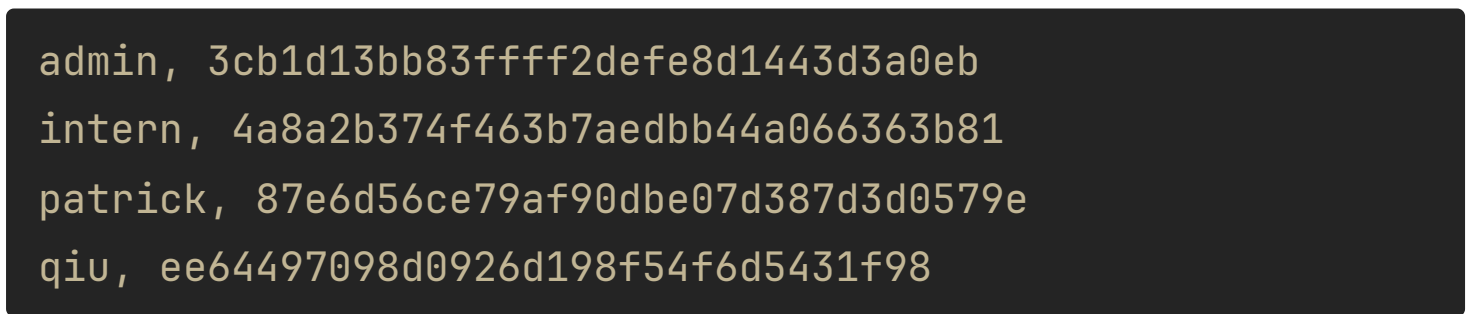 admin, 3cb1d13bb83ffff2defe8d1443d3a0eb
intern, 4a8a2b374f463b7aedbb44a066363b81
patrick, 87e6d56ce79af90dbe07d387d3d0579e
qiu, ee64497098d0926d198f54f6d5431f98